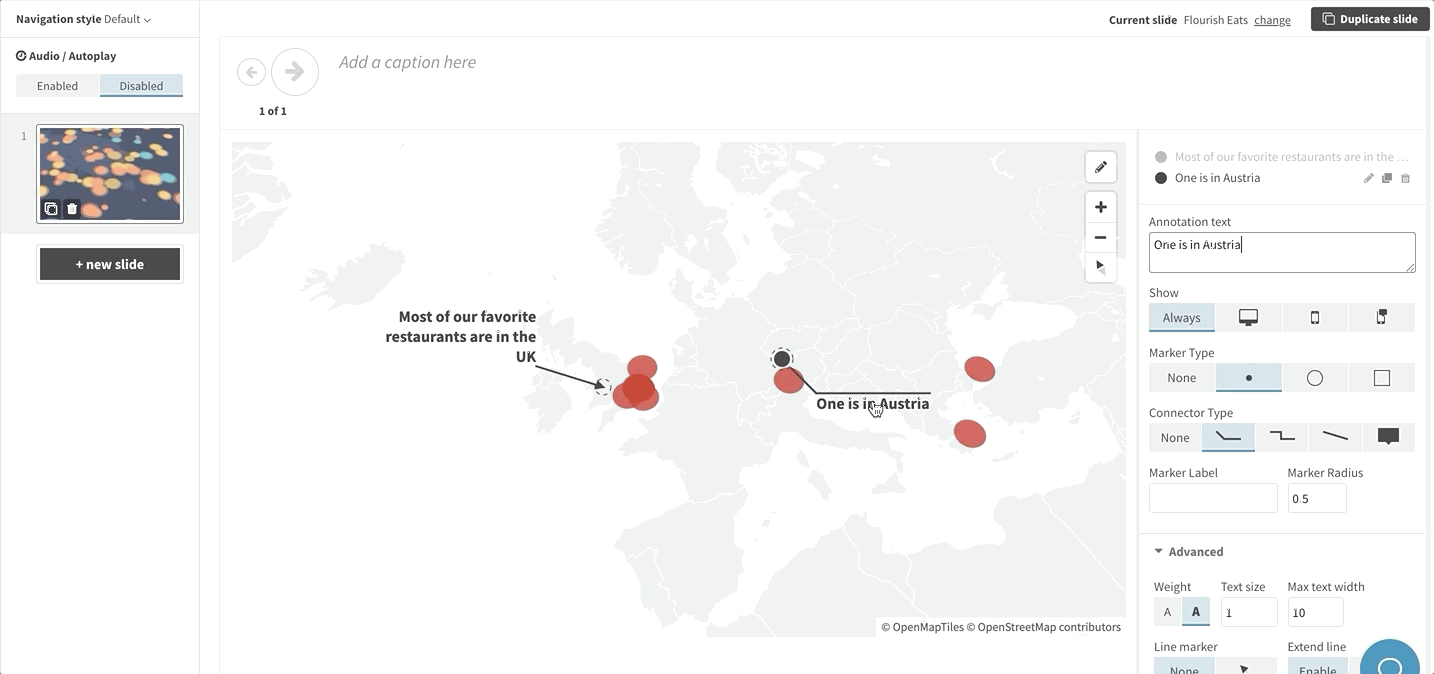 Navigation style Default
Current slide Flourish Eats change
Duplicate slide
Audio / Autoplay
Enabled Disabled
Add a caption here
1 of 1
1
+ new slide
Most of our favorite
restaurants are in the
UK
One is in Austria
© OpenMapTiles © OpenStreetMap contributors
Most of our favorite restaurants are in the ...
One is in Austria
Annotation text
One is in Austria
Show
Always
Marker Type
None
Connector Type
None
Marker Label Marker Radius
0.5
Advanced
Weight Text size Max text width
A A 1 10
Line marker Extend line
None Enable